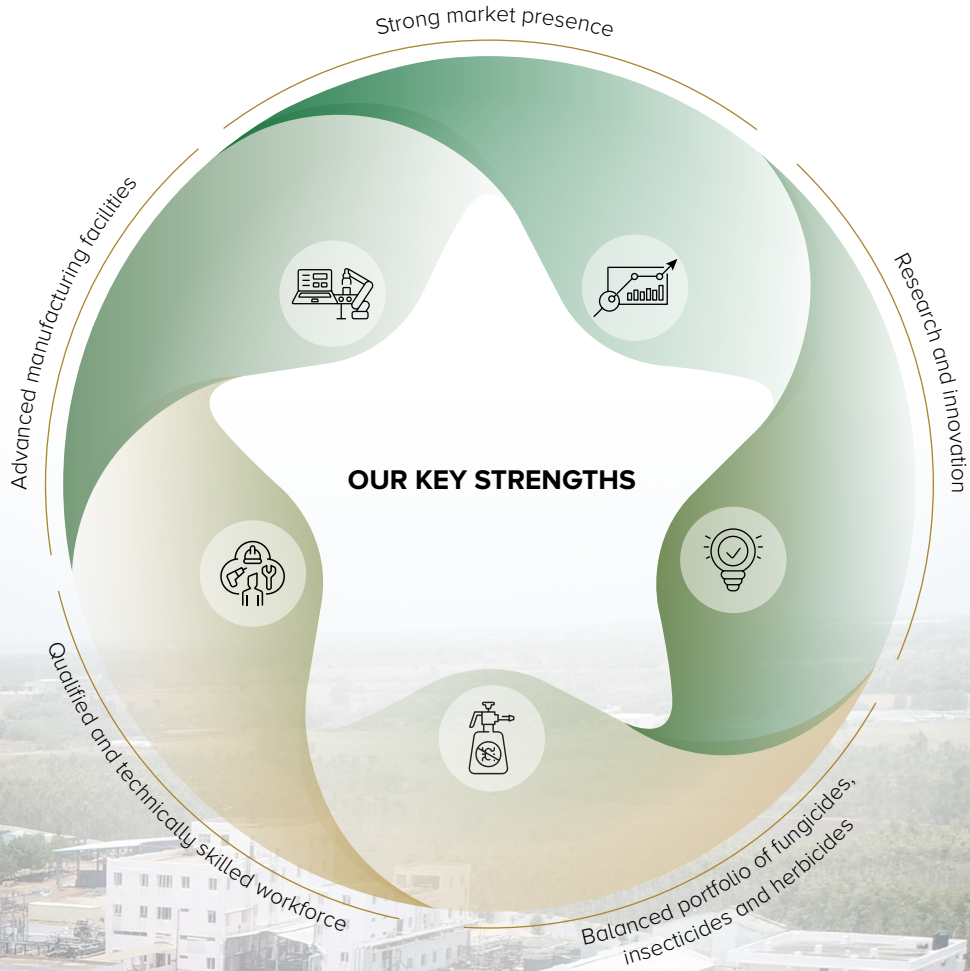 Strong market presence
Research and innovation
Balanced portfolio of fungicides,
insecticides and herbicides
Qualified and technically skilled workforce
Advanced manufacturing facilities
OUR KEY STRENGTHS